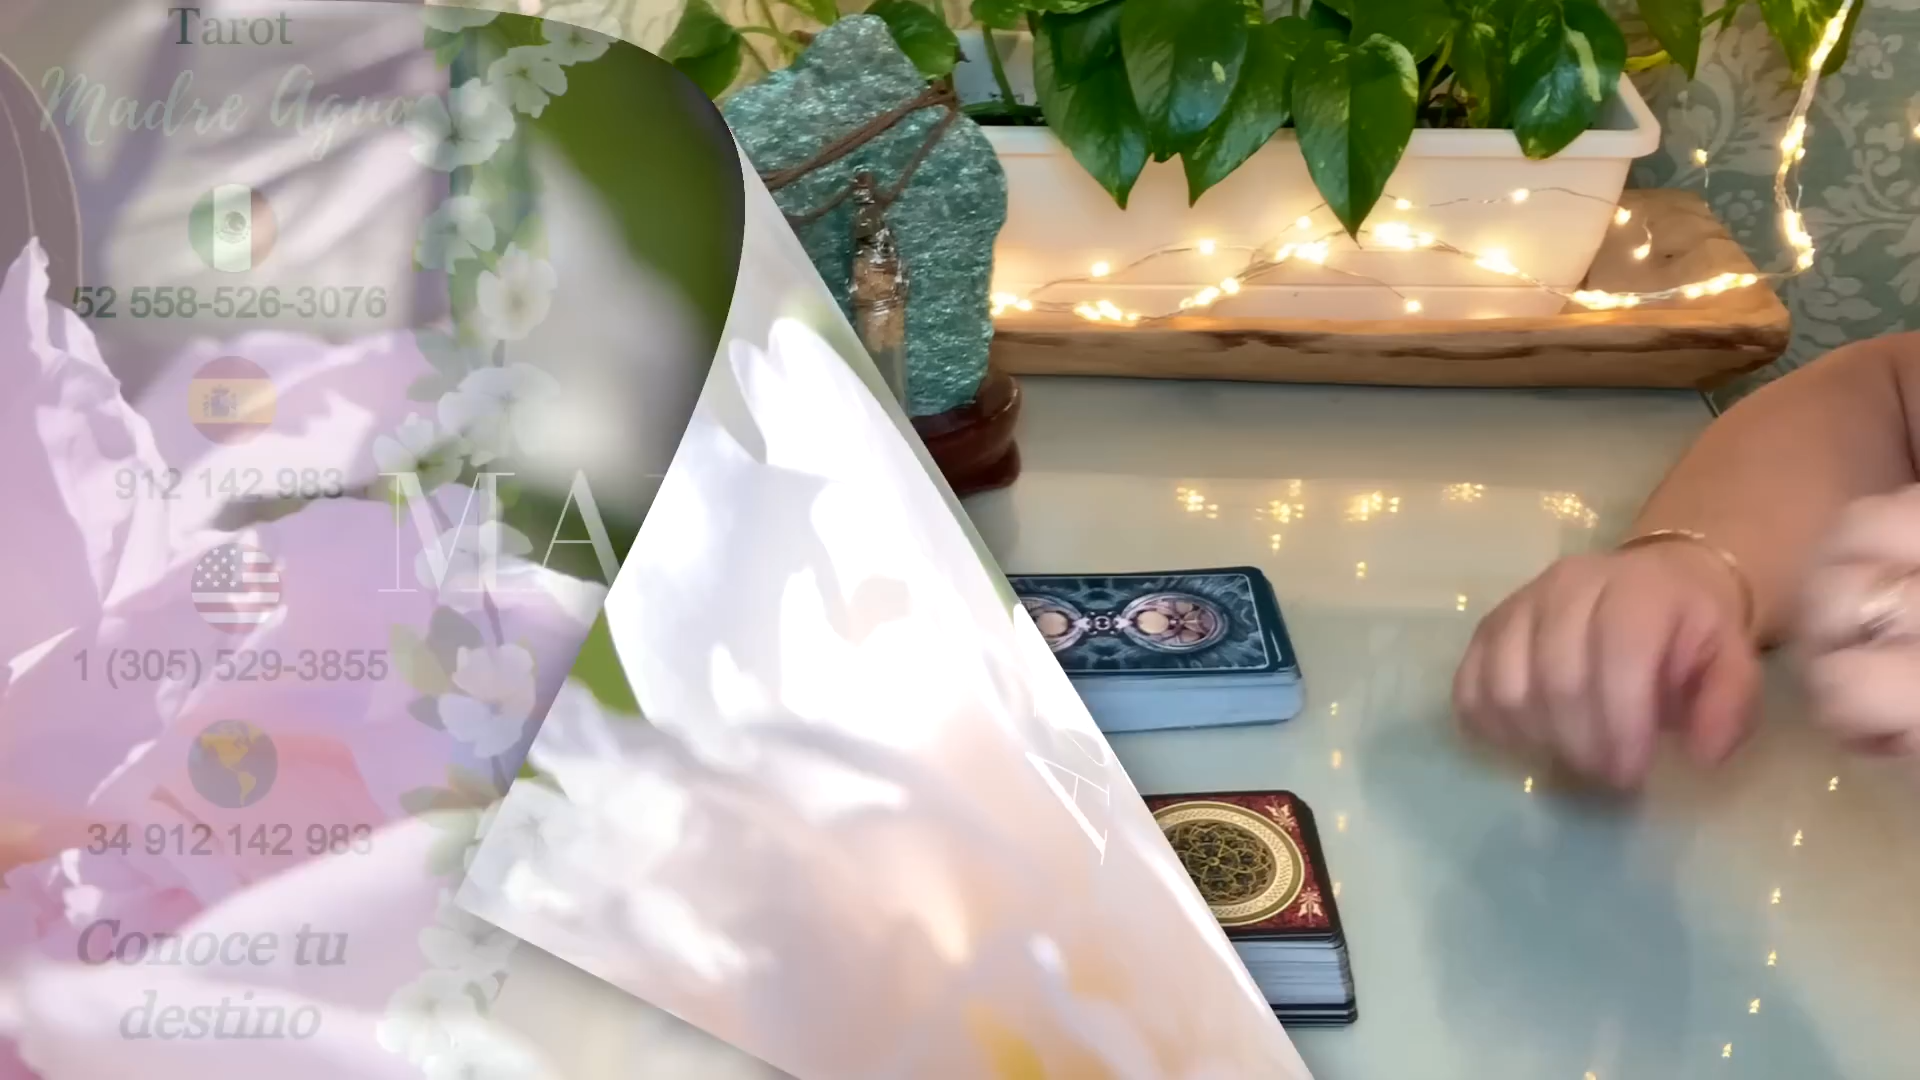 Tarot
Madre Agua
52 558-526-3076
912 142 983
MA
1 (305) 529-3855
34 912 142 983
Conoce tu
destino